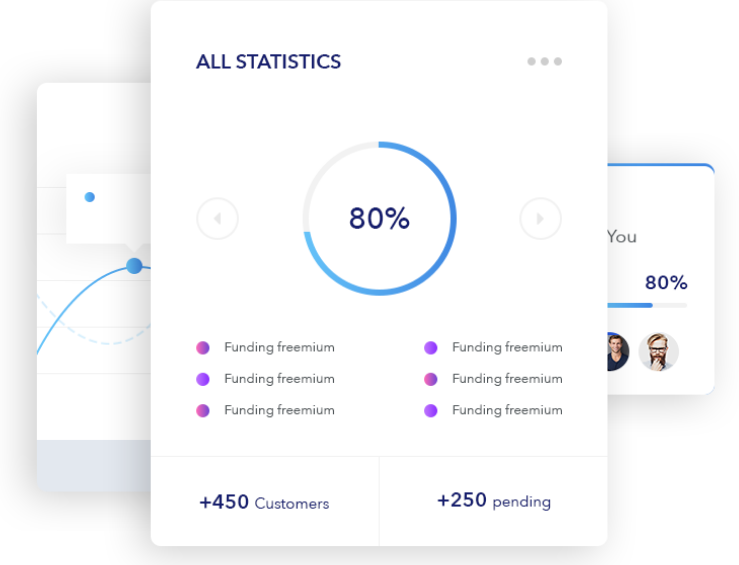 ALL STATISTICS
80%
Funding freemium
Funding freemium
Funding freemium
Funding freemium
Funding freemium
Funding freemium
+450 Customers
+250 pending
You
80%